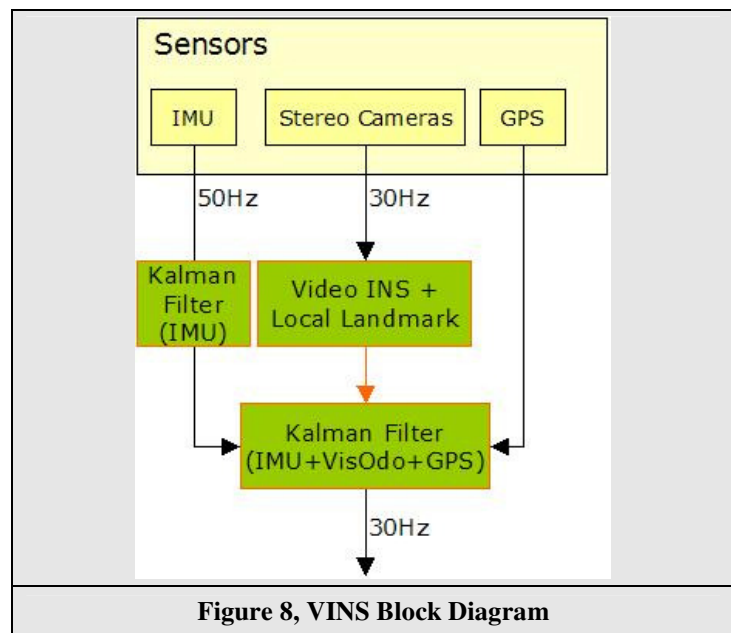 Sensors
IMU
Stereo Cameras
GPS
50Hz
30Hz
Kalman
Filter
(IMU)
Video INS +
Local Landmark
Kalman Filter
(IMU+VisOdo+GPS)
30Hz
Figure 8, VINS Block Diagram